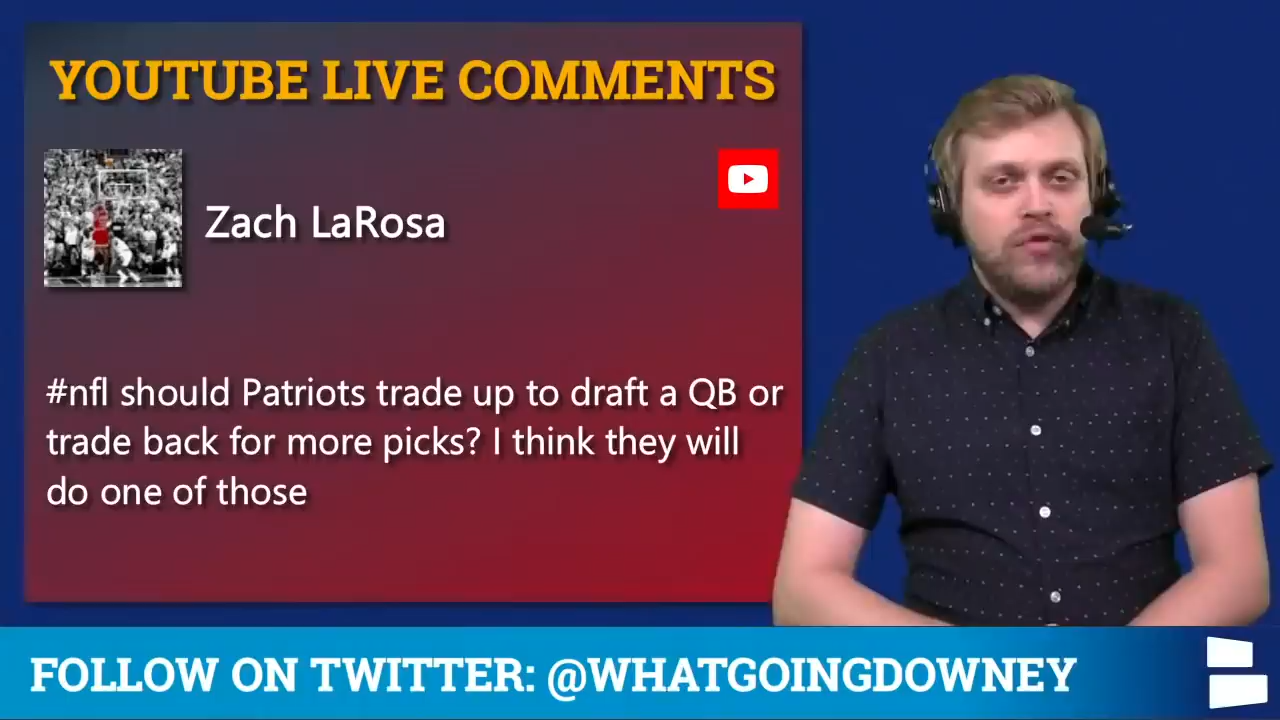 YOUTUBE LIVE COMMENTS
Zach LaRosa
#nfl should Patriots trade up to draft a QB or
trade back for more picks? I think they will
do one of those
FOLLOW ON TWITTER: @WHATGOINGDOWNEY